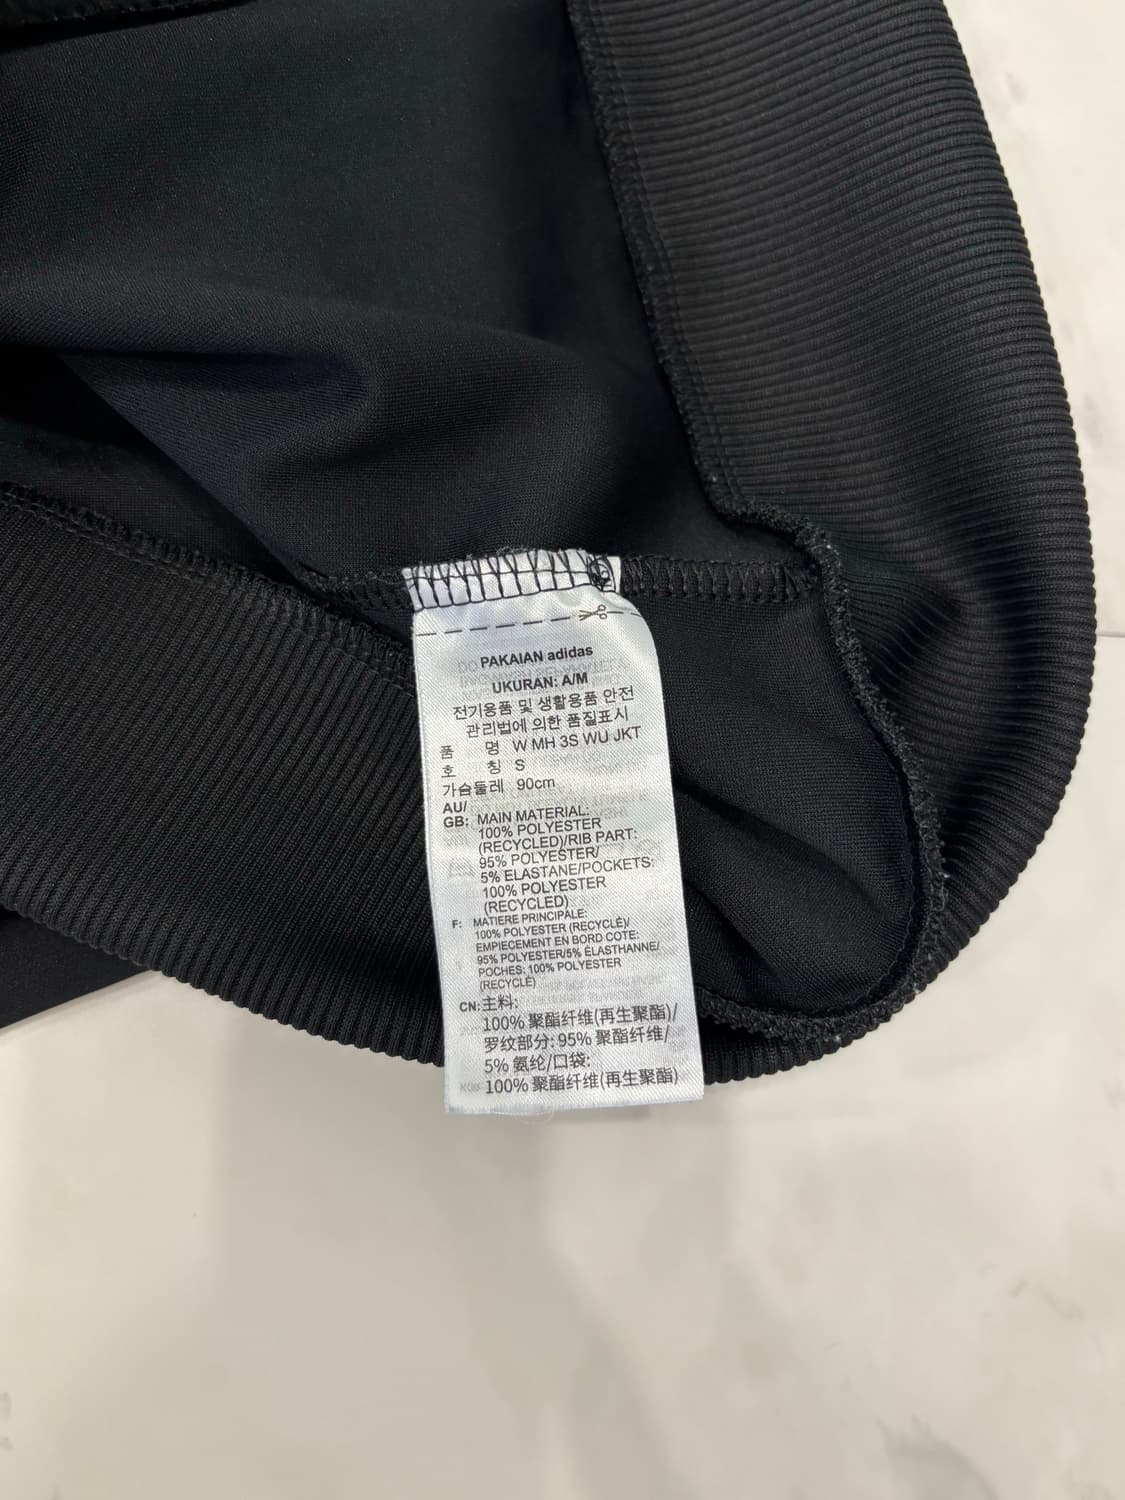 PAKAIAN adidas
UKURAN: A/M
전기용품 및 생활용품 안전
관리법에 의한 품질표시
품 명 W MH 3S WU JKT
호 칭 S
가슴둘레 90cm
AU/
GB: MAIN MATERIAL:
100% POLYESTER
(RECYCLED)/RIB PART:
95% POLYESTER/
5% ELASTANE/POCKETS:
100% POLYESTER
(RECYCLED)
F: MATIERE PRINCIPALE:
100% POLYESTER (RECYCLÉ)/
EMPIECEMENT EN BORD COTE:
95% POLYESTER/5% ÉLASTHANNE/
POCHES: 100% POLYESTER
(RECYCLÉ)
CN: 主料:
100% 聚酯纤维(再生聚酯)/
罗纹部分: 95% 聚酯纤维/
5% 氨纶/口袋:
100% 聚酯纤维(再生聚酯)